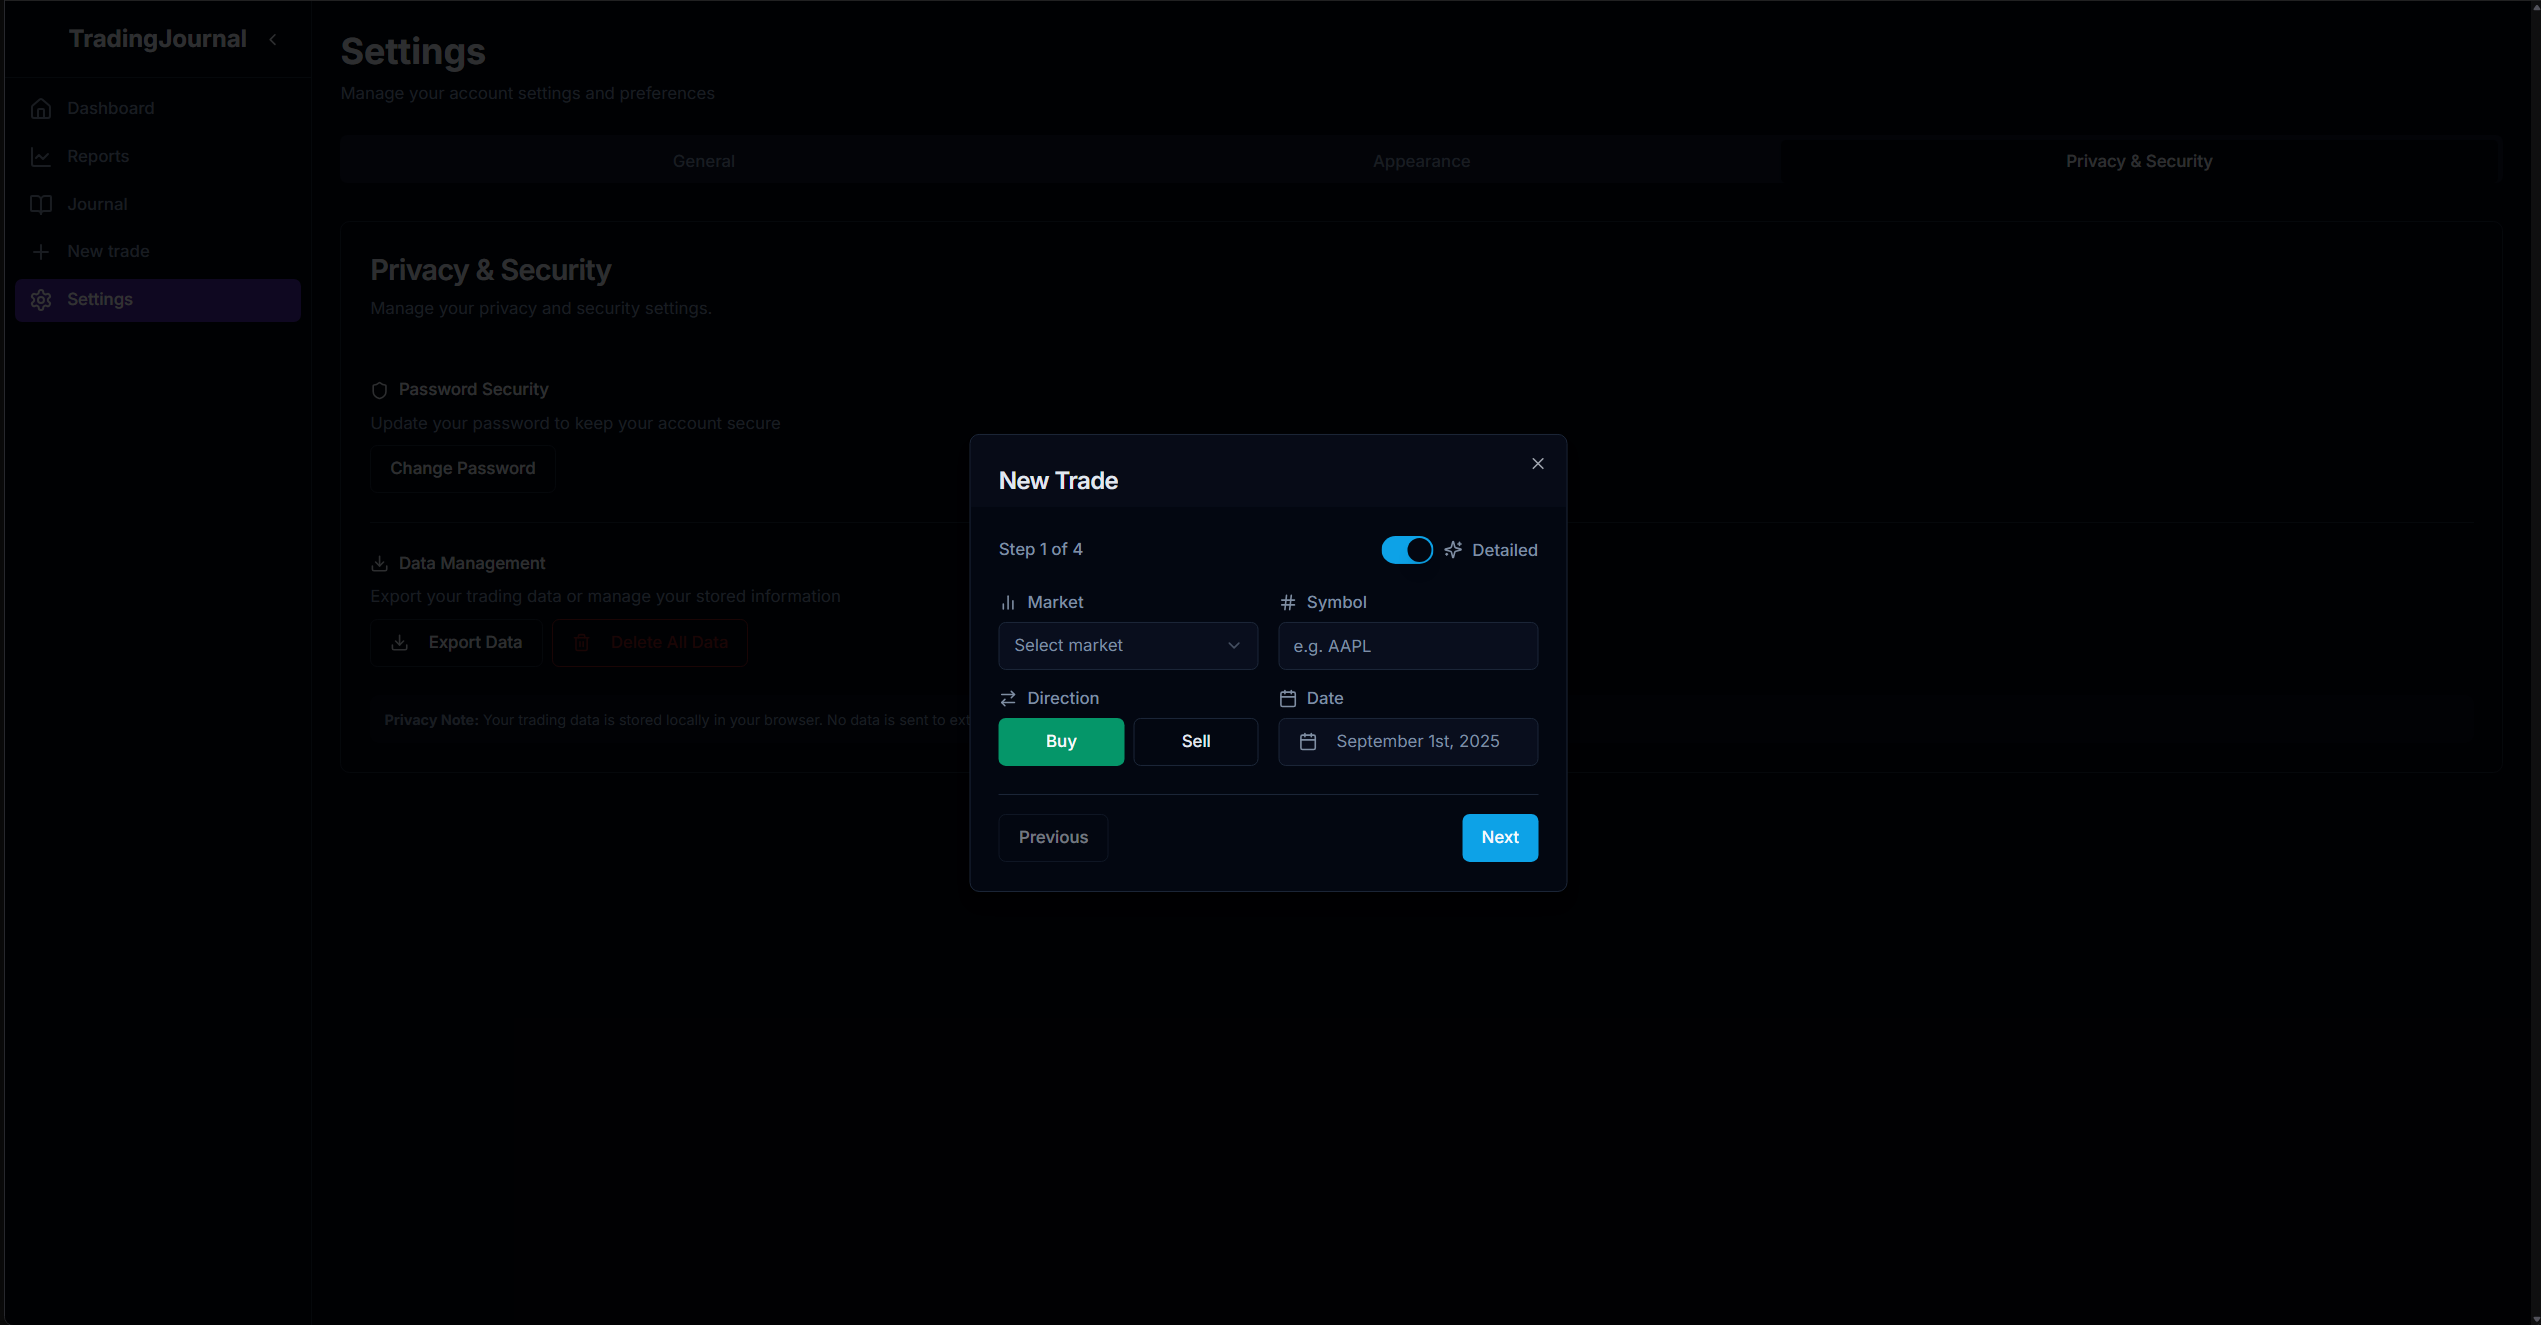 TradingJournal
Dashboard
Reports
Journal
New trade
Settings
Settings
Manage your account settings and preferences
General
Appearance
Privacy & Security
Privacy & Security
Manage your privacy and security settings.
Password Security
Update your password to keep your account secure
Change Password
Data Management
Export your trading data or manage your stored information
Export Data
Delete All Data
Privacy Note: Your trading data is stored locally in your browser. No data is sent to ext
New Trade
Step 1 of 4
Detailed
Market
Symbol
Select market
e.g. AAPL
Direction
Date
Buy
Sell
September 1st, 2025
Previous
Next